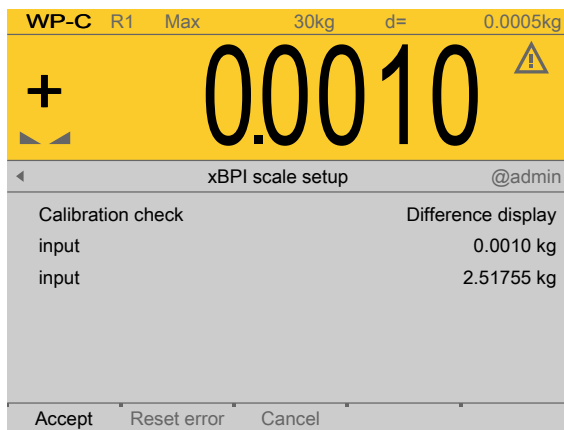 WP-C R1 Max 30kg d= 0.0005kg
+ 0.0010
xBPI scale setup @admin
Calibration check Difference display
input 0.0010 kg
input 2.51755 kg
Accept Reset error Cancel